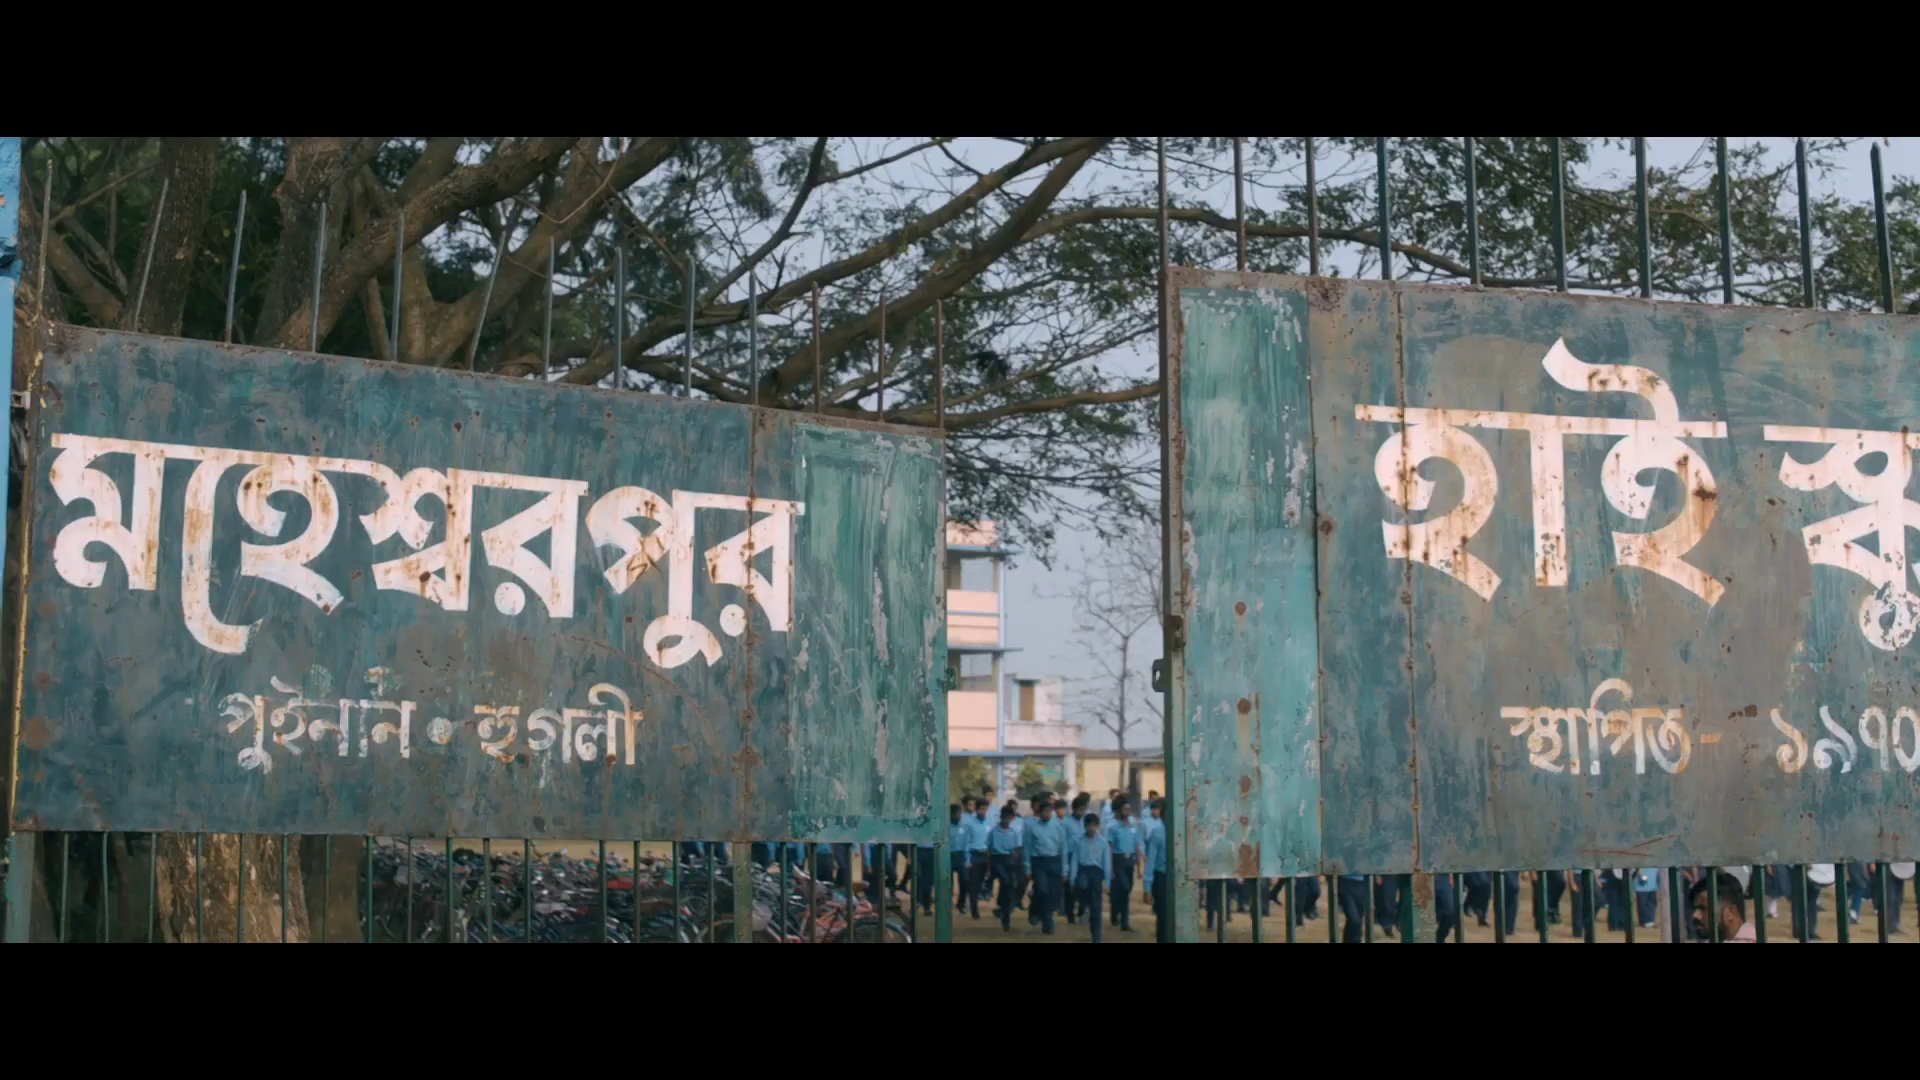 মহেশ্বরপুর হাই স্কু
পুইনান • হুগলী
স্থাপিত - ১৯৭০